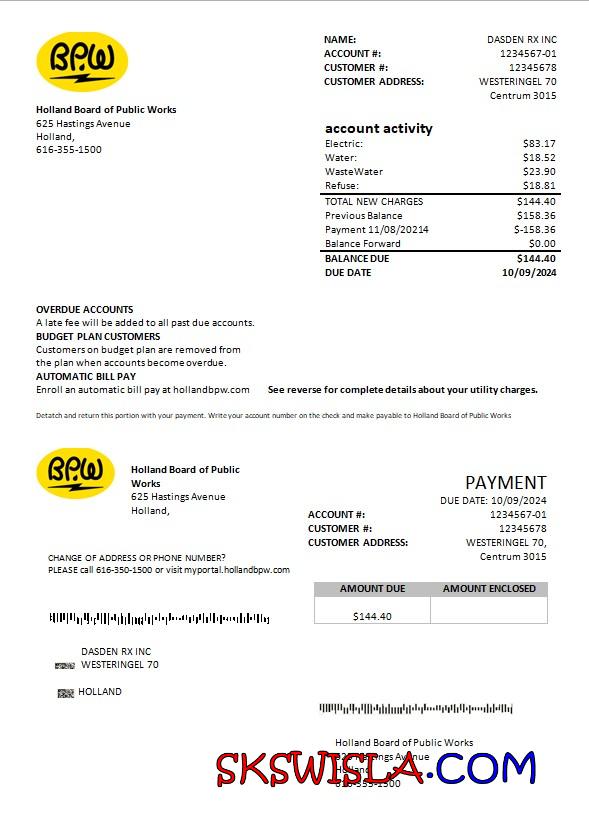 BPW
NAME: DASDEN RX INC
ACCOUNT #: 1234567-01
CUSTOMER #: 12345678
CUSTOMER ADDRESS: WESTERINGEL 70
Centrum 3015
Holland Board of Public Works
625 Hastings Avenue
Holland,
616-355-1500
account activity
Electric: $83.17
Water: $18.52
WasteWater $23.90
Refuse: $18.81
TOTAL NEW CHARGES $144.40
Previous Balance $158.36
Payment 11/08/20214 $-158.36
Balance Forward $0.00
BALANCE DUE $144.40
DUE DATE 10/09/2024
OVERDUE ACCOUNTS
A late fee will be added to all past due accounts.
BUDGET PLAN CUSTOMERS
Customers on budget plan are removed from
the plan when accounts become overdue.
AUTOMATIC BILL PAY
Enroll an automatic bill pay at hollandbpw.com See reverse for complete details about your utility charges.
Detatch and return this portion with your payment. Write your account number on the check and make payable to Holland Board of Public Works
BPW
Holland Board of Public
Works
625 Hastings Avenue
Holland,
PAYMENT
DUE DATE: 10/09/2024
ACCOUNT #: 1234567-01
CUSTOMER #: 12345678
CUSTOMER ADDRESS: WESTERINGEL 70,
Centrum 3015
CHANGE OF ADDRESS OR PHONE NUMBER?
PLEASE call 616-350-1500 or visit myportal.hollandbpw.com
AMOUNT DUE AMOUNT ENCLOSED
$144.40
DASDEN RX INC
WESTERINGEL 70
HOLLAND
Holland Board of Public Works
625 Hastings Avenue
Holland
616-355-1500
SKSWISLA.COM